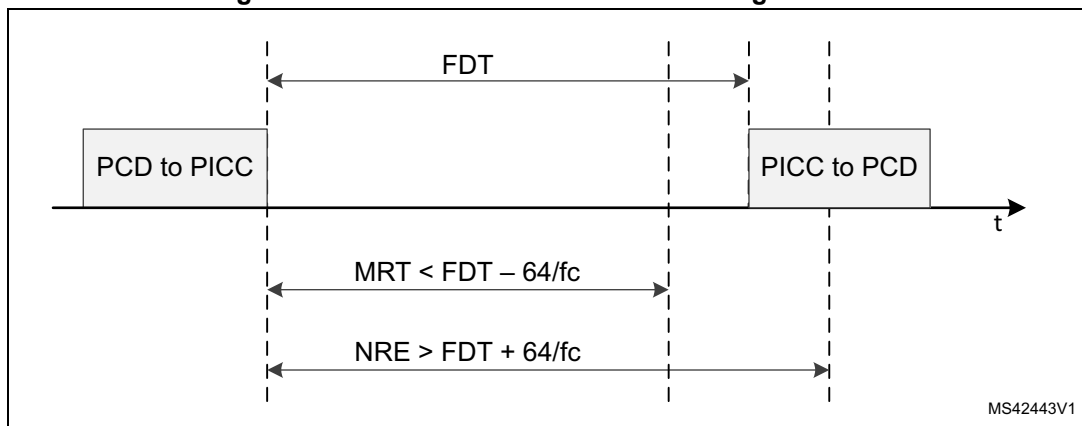 FDT
PCD to PICC
PICC to PCD
t
MRT < FDT – 64/fc
NRE > FDT + 64/fc
MS42443V1